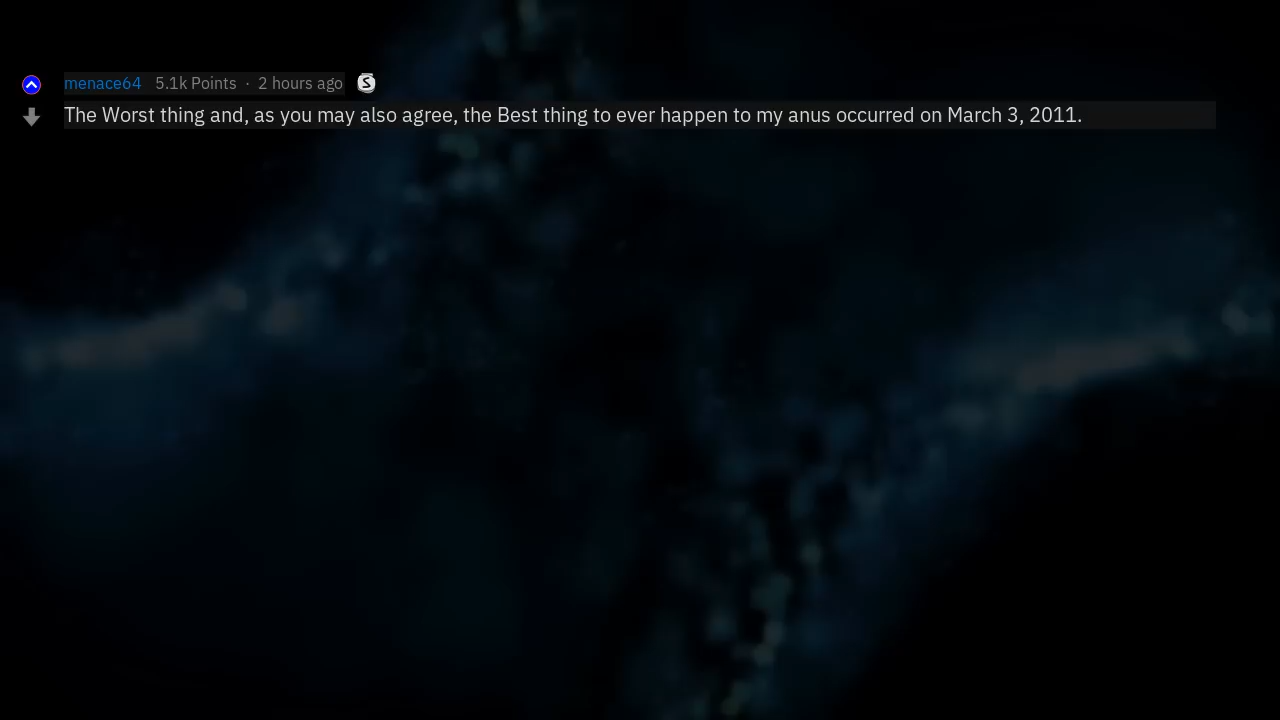 menace64 5.1k Points · 2 hours ago
The Worst thing and, as you may also agree, the Best thing to ever happen to my anus occurred on March 3, 2011.